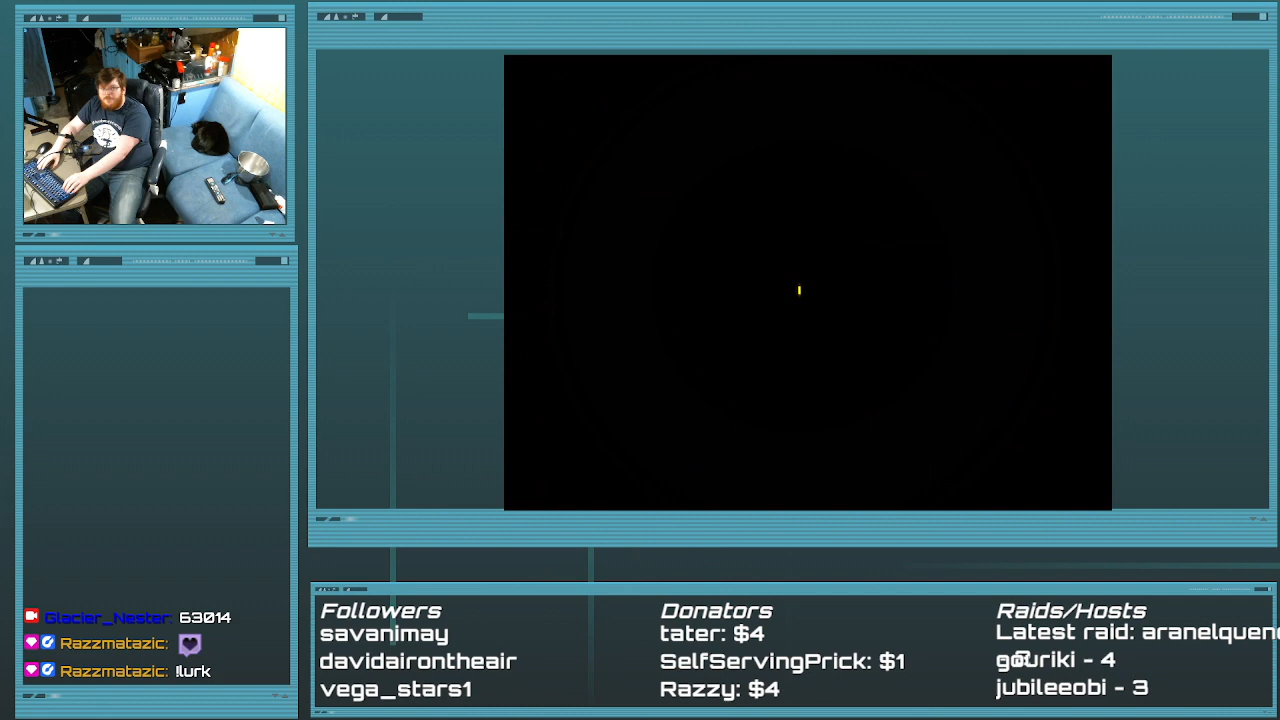 Glacier_Nester: 63014
Razzmatazic:
Razzmatazic: !lurk
Followers
savanimay
davidairontheair
vega_stars1
Donators
tater: $4
SelfServingPrick: $1
Razzy: $4
Raids/Hosts
Latest raid: aranelquen
jubileeobi - 3